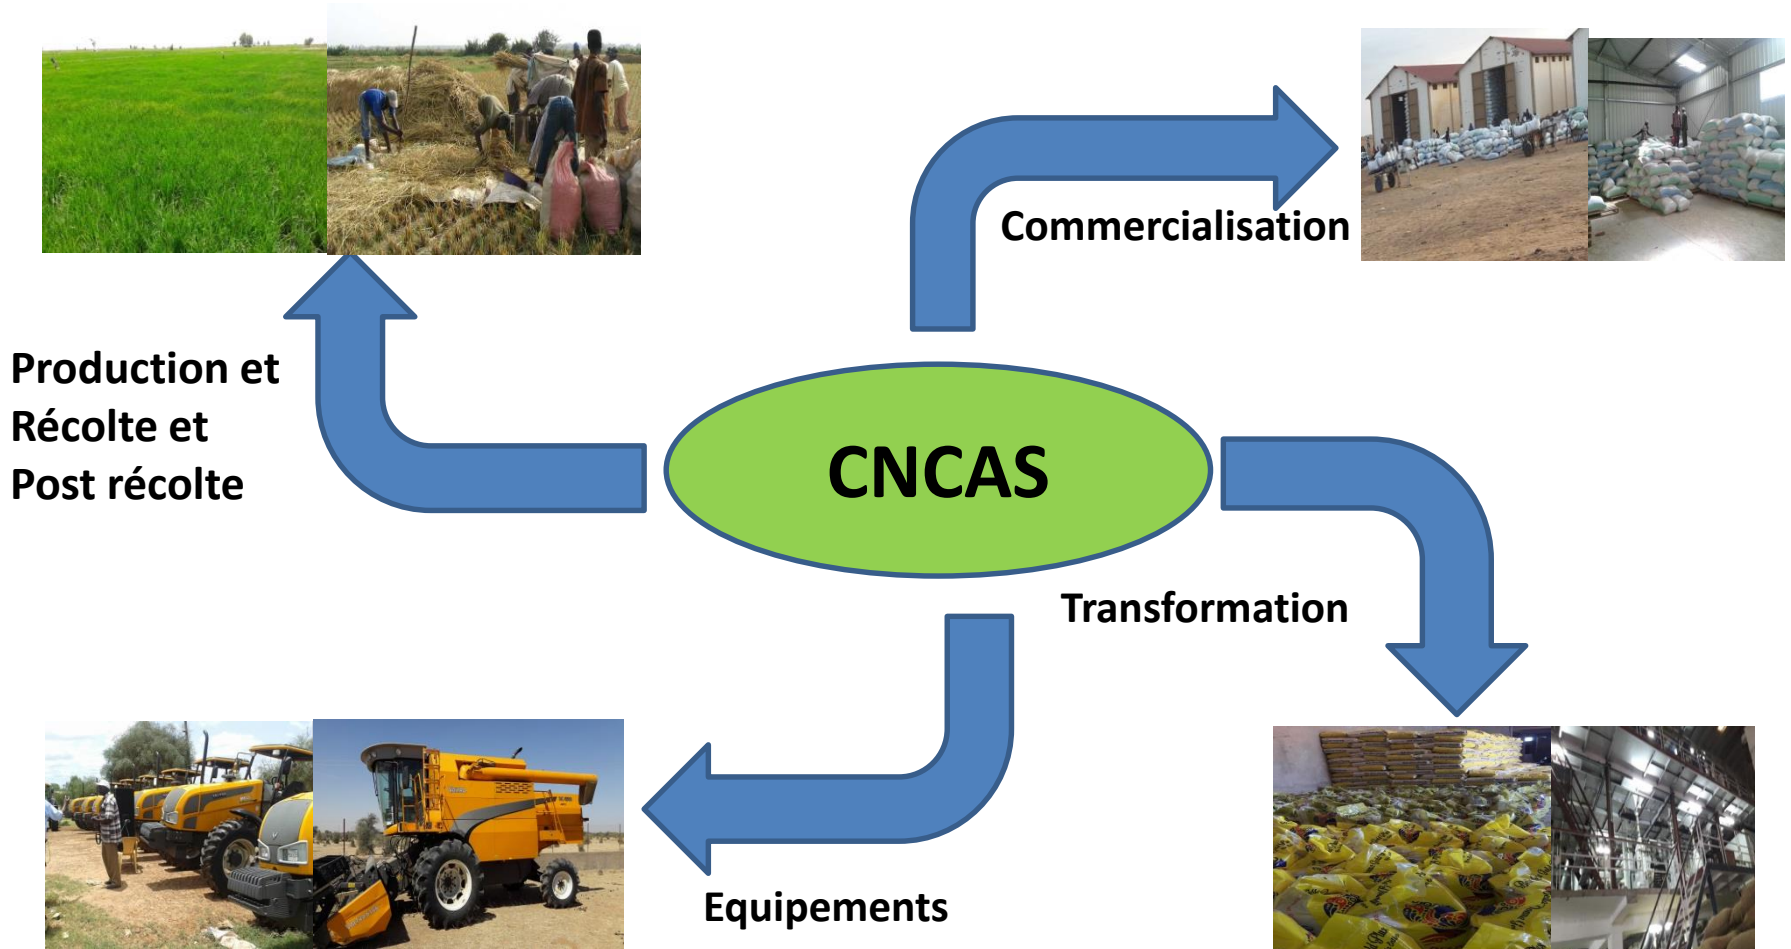 Commercialisation
Production et
Récolte et
Post récolte
CNCAS
Transformation
Equipements